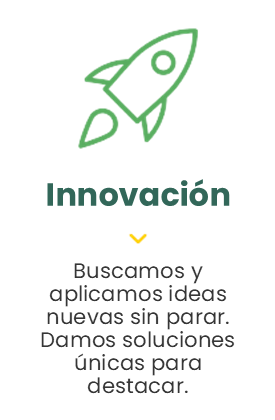 Innovación
Buscamos y
aplicamos ideas
nuevas sin parar.
Damos soluciones
únicas para
destacar.